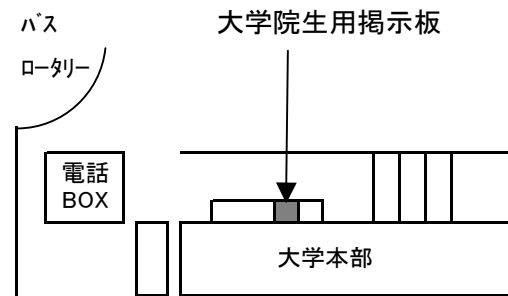 バス
ロータリー
大学院生用掲示板
電話
BOX
大学本部